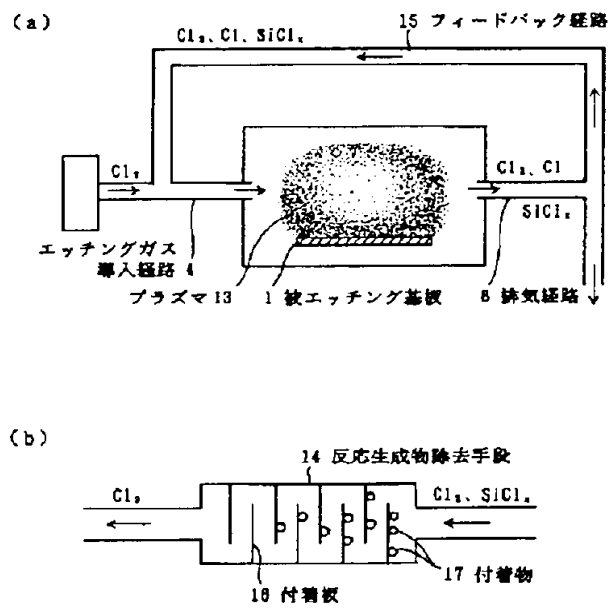 (a)
15 フィードバック経路
Cl₂、Cl、SiClₓ
Cl₂
Cl₂、Cl
SiClₓ
エッチングガス
導入経路 4
プラズマ13
1 被エッチング基板
8 排気経路
(b)
14 反応生成物除去手段
Cl₂
Cl₂、SiClₓ
16 付着板
17 付着物